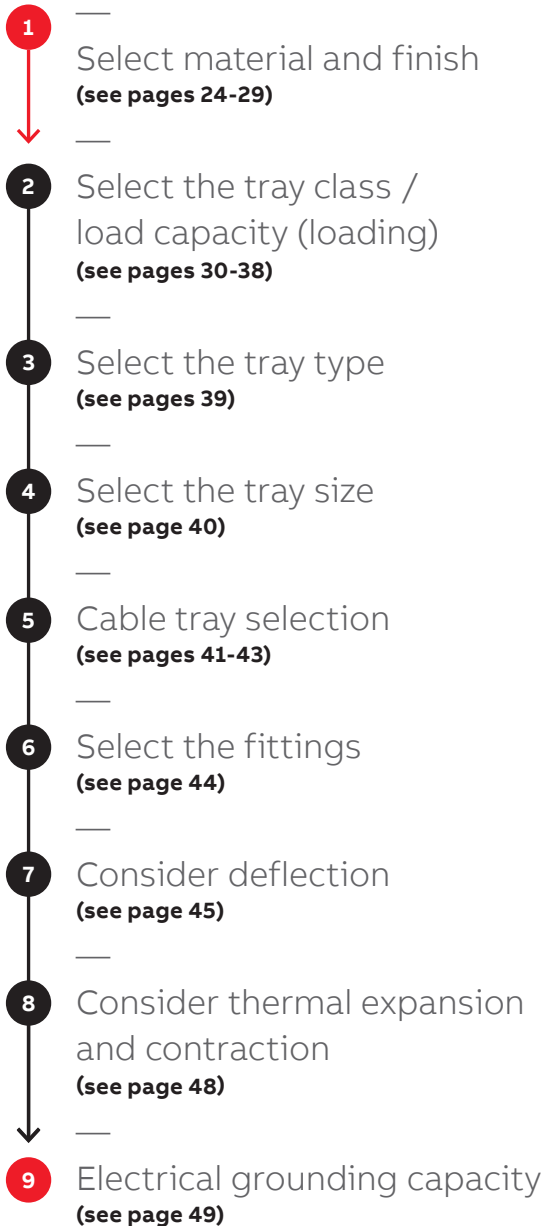 1
Select material and finish
(see pages 24-29)
2
Select the tray class /
load capacity (loading)
(see pages 30-38)
3
Select the tray type
(see pages 39)
4
Select the tray size
(see page 40)
5
Cable tray selection
(see pages 41-43)
6
Select the fittings
(see page 44)
7
Consider deflection
(see page 45)
8
Consider thermal expansion
and contraction
(see page 48)
9
Electrical grounding capacity
(see page 49)